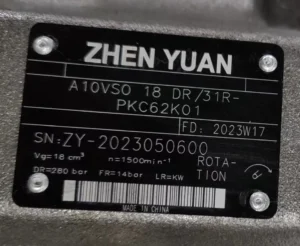 ZHEN YUAN
A10VSO 18 DR/31R-
PKC62K01
FD: 2023W17
SN:ZY-2023050600
Vg=18 cm³ n=1500min-¹ ROTA-
DR=280 bar FR=14bar LR=KW TION
MADE IN CHINA